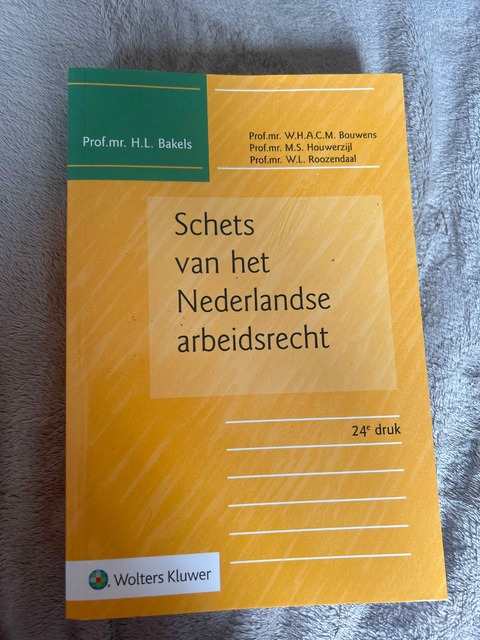 Prof.mr. H.L. Bakels
Prof.mr. W.H.A.C.M. Bouwens
Prof.mr. M.S. Houwerzijl
Prof.mr. W.L. Roozendaal
Schets
van het
Nederlandse
arbeidsrecht
24e druk
Wolters Kluwer